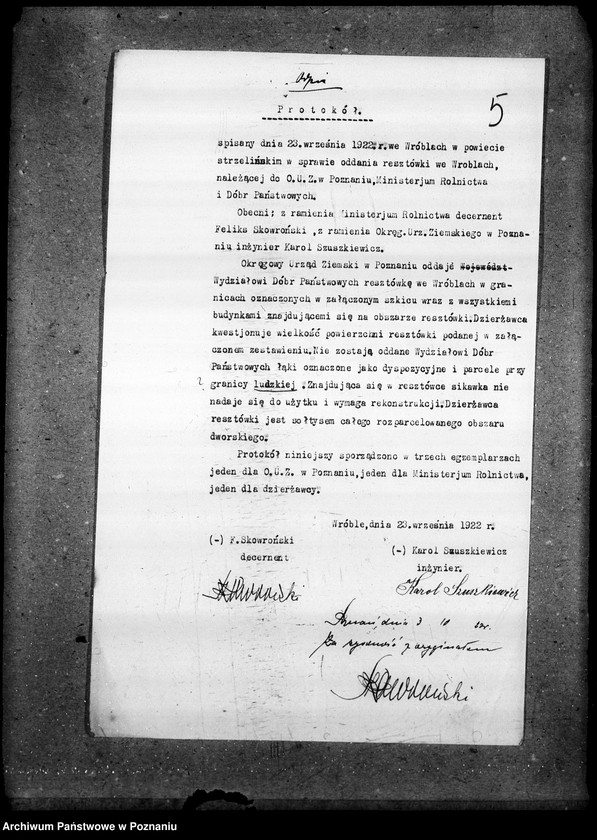 Odpis
5
Protokół.
spisany dnia 23.września 1922.r.we Wróblach w powiecie
strzelińskim w sprawie oddania resztówki we Wroblach,
należącej dc O.U.Z.w Poznaniu,Ministerjum Rolnictwa
i Dóbr Państwowych.
Obecni; z ramienia Ministerjum Rolnictwa decernent
Feliks Skowroński ,z ramienia Okręg.Urz.Ziemskiego w Pozna-
niu inżynier Karol Szuszkiewicz.
Okręgowy Urząd Ziemski w Poznaniu oddaje Województ-
Wydziałowi Dóbr Państwowych resztówkę we Wróblach w gra-
nicach oznaczonych w załączonym szkicu wraz z wszystkiemi
budynkami znajdującemi się na obszarze resztówki.Dzierżawca
kwestjonuje wielkość powierzchni resztówki podanej w załą-
czonem zestawieniu.Nie zostają oddane Wydziałowi Dóbr
Państwowych łąki oznaczone jako dyspozycyjne i parcele przy
? granicy ludzkiej .Znajdująca się w resztówce sikawka nie
nadaje się do użytku i wymaga rekonstrukcji.Dzierżawca
resztówki jest sołtysem całego rozparcelowanego obszaru
dworskiego.
Protokół niniejszy sporządzono w trzech egzemplarzach
jeden dla O.U.Z. w Poznaniu,jeden dla Ministerjum Rolnictwa,
jeden dla dzierżawcy.
Wróble,dnia 23.września 1922 r.
(-) F.Skowroński
decernent
(-) Karol Szuszkiewicz
inżynier.
Karol Szuszkiewicz
Poznań, dnia 3 10 22r.
Za zgodność z oryginałem
Archiwum Państwowe w Poznaniu